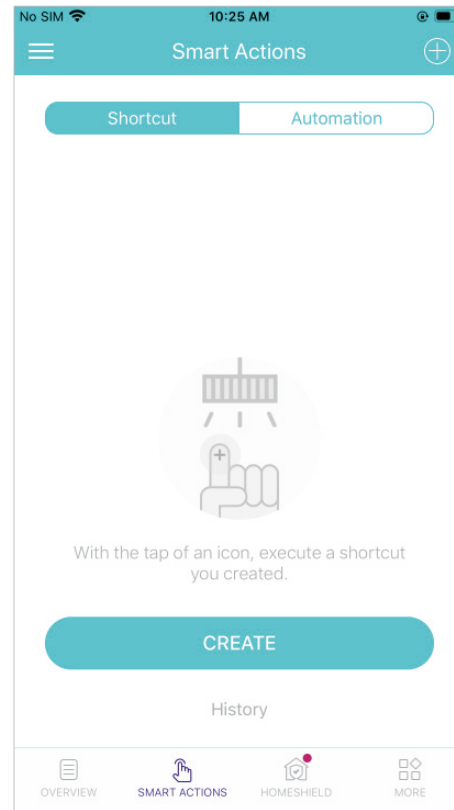 No SIM 10:25 AM
Smart Actions
Shortcut Automation
With the tap of an icon, execute a shortcut
you created.
CREATE
History
OVERVIEW SMART ACTIONS HOMESHIELD MORE